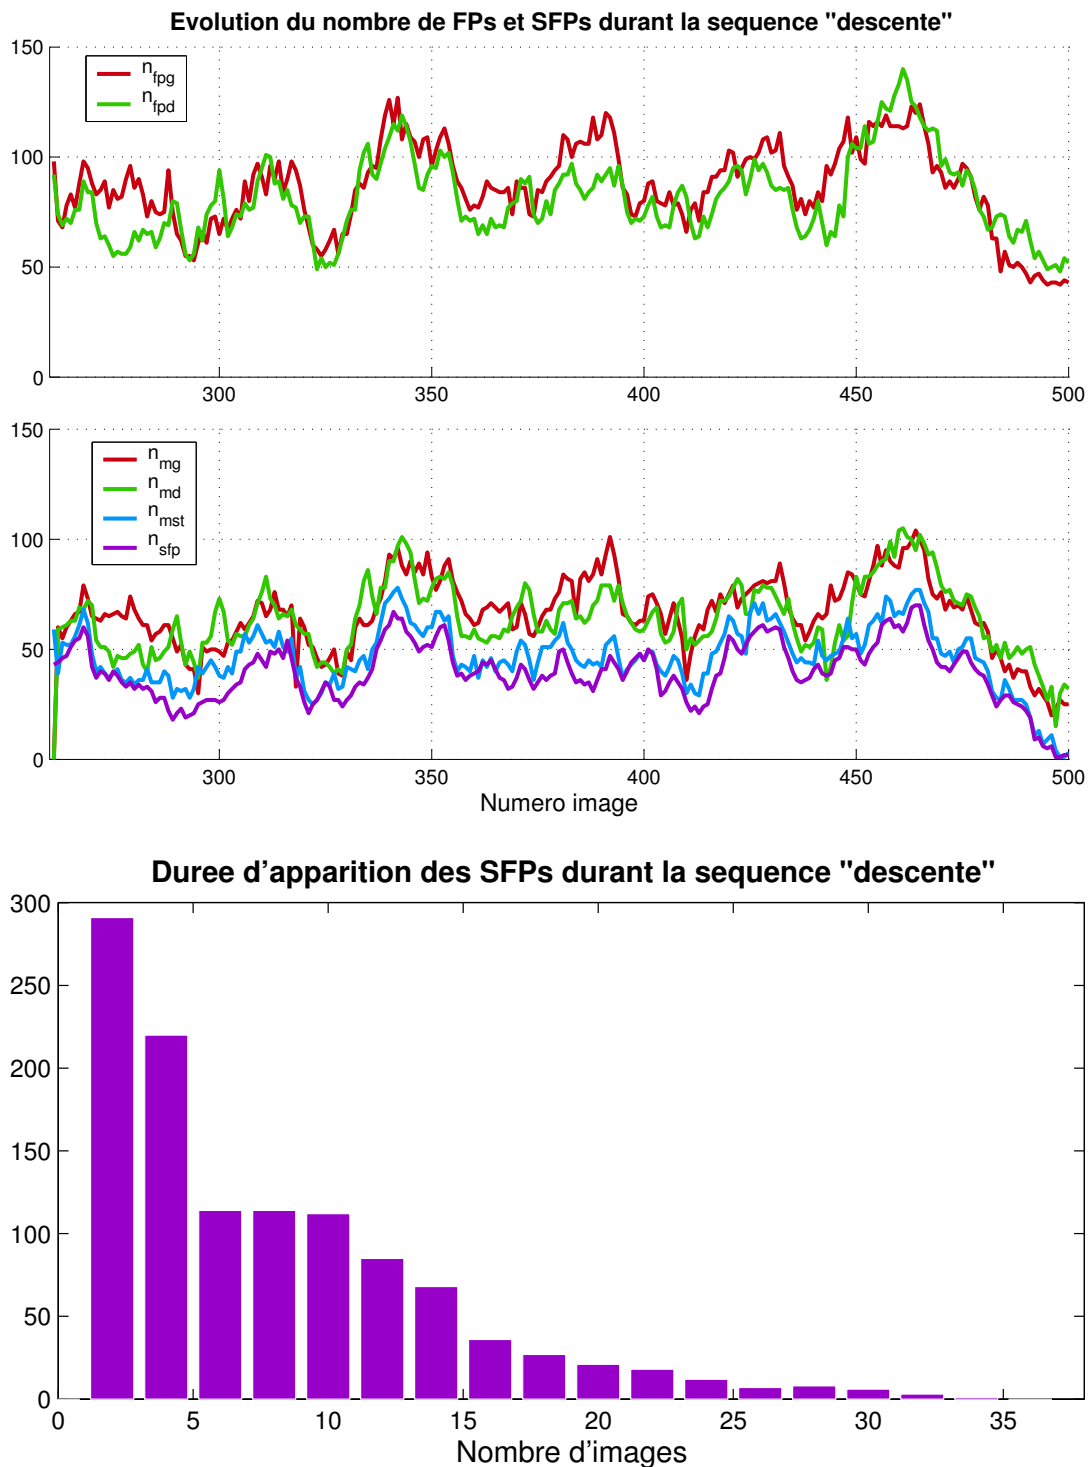 Evolution du nombre de FPs et SFPs durant la sequence "descente"
150
n_fpg
n_fpd
100
50
0
300 350 400 450 500
150
n_mg
n_md
n_mst
n_sfp
100
50
0
300 350 400 450 500
Numero image
Duree d'apparition des SFPs durant la sequence "descente"
300
250
200
150
100
50
0
0 5 10 15 20 25 30 35
Nombre d'images